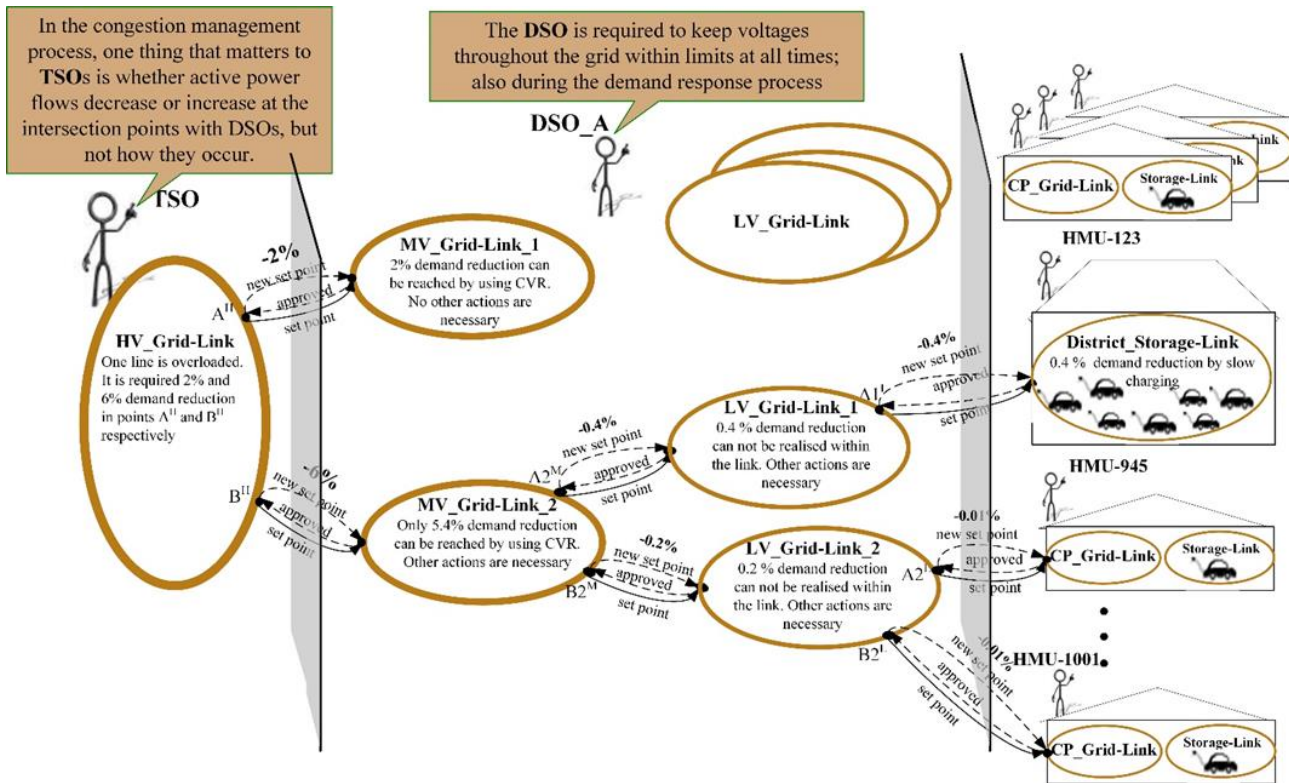 In the congestion management
process, one thing that matters to
TSOs is whether active power
flows decrease or increase at the
intersection points with DSOs, but
not how they occur.
The DSO is required to keep voltages
throughout the grid within limits at all times;
also during the demand response process
TSO
DSO_A
HV_Grid-Link
One line is overloaded.
It is required 2% and
6% demand reduction
in points A^H and B^H
respectively
A^H
-2%
new set point
approved
set point
MV_Grid-Link_1
2% demand reduction can
be reached by using CVR.
No other actions are
necessary
B^H
-6%
new set point
approved
set point
MV_Grid-Link_2
Only 5.4% demand reduction
can be reached by using CVR.
Other actions are necessary
A2^M
-0.4%
new set point
approved
set point
B2^M
-0.2%
new set point
approved
set point
LV_Grid-Link
LV_Grid-Link_1
0.4 % demand reduction
can not be realised within
the link. Other actions are
necessary
A1^L
-0.4%
new set point
approved
set point
LV_Grid-Link_2
0.2 % demand reduction
can not be realised within
the link. Other actions are
necessary
A2^L
-0.01%
new set point
approved
set point
B2^L
-0.01%
new set point
approved
set point
CP_Grid-Link
Storage-Link
Link
Link
HMU-123
District_Storage-Link
0.4 % demand reduction by slow
charging
HMU-945
CP_Grid-Link
Storage-Link
HMU-1001
CP_Grid-Link
Storage-Link